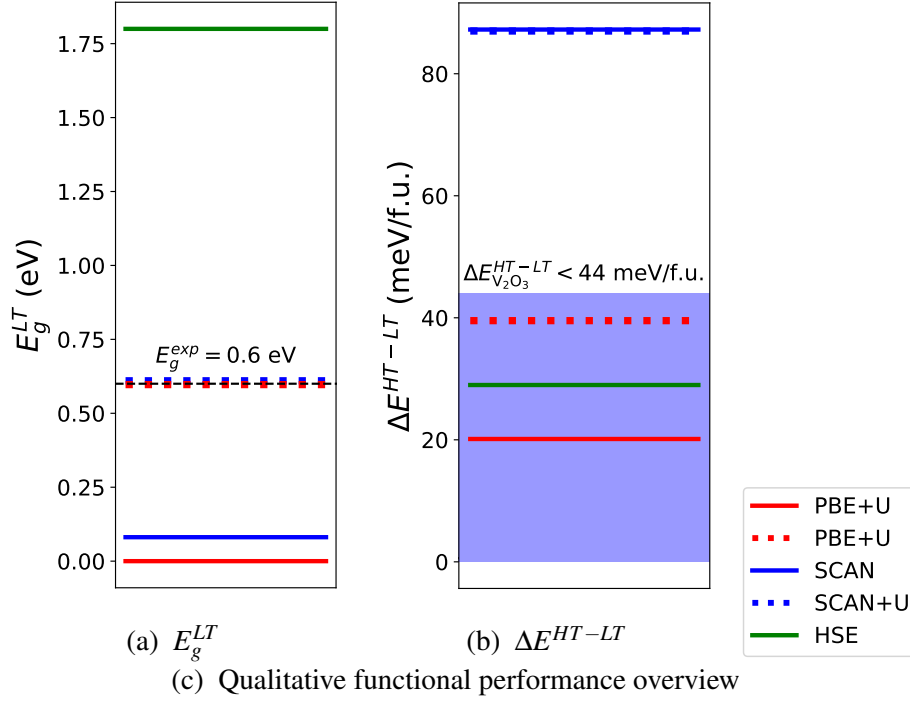 1.75
1.50
1.25
1.00
0.75
0.50
0.25
0.00
E_g^{LT} (eV)
E_g^{exp} = 0.6 eV
80
60
40
20
0
ΔE^{HT−LT} (meV/f.u.)
ΔE_{V_2O_3}^{HT−LT} < 44 meV/f.u.
PBE+U
PBE+U
SCAN
SCAN+U
HSE
(a) E_g^{LT}
(b) ΔE^{HT−LT}
(c) Qualitative functional performance overview